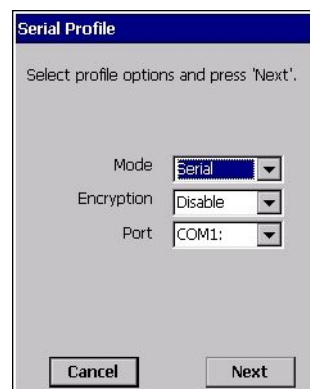 Serial Profile
Select profile options and press 'Next'.
Mode Serial
Encryption Disable
Port COM1:
Cancel Next